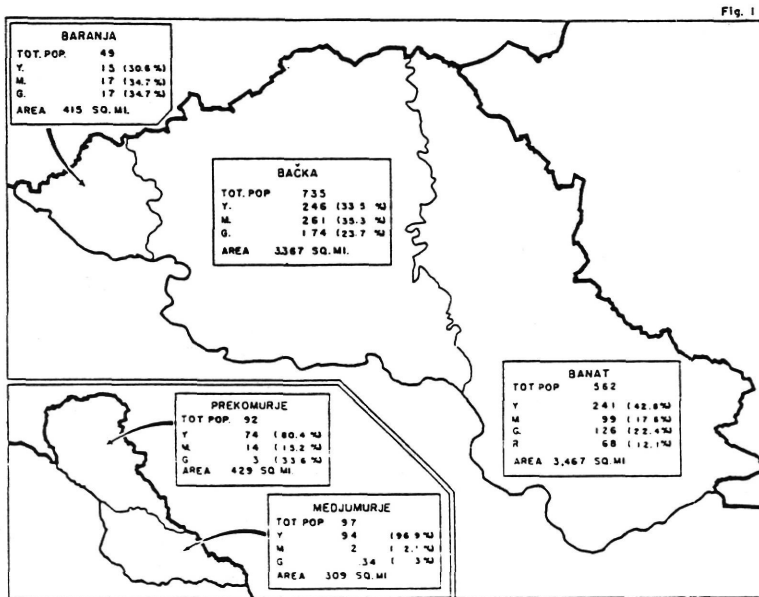 Fig. 1
BARANJA
TOT. POP. 49
Y. 15 (30.6 %)
M. 17 (34.7 %)
G. 17 (34.7 %)
AREA 415 SQ. MI.
BAČKA
TOT. POP 735
Y. 246 (33.5 %)
M. 261 (35.3 %)
G. 174 (23.7 %)
AREA 3367 SQ. MI.
BANAT
TOT POP 562
Y 241 (42.8 %)
M 99 (17.6 %)
G. 126 (22.4 %)
R 68 (12.1 %)
AREA 3,467 SQ. MI
PREKOMURJE
TOT POP. 92
Y 74 (80.4 %)
M. 14 (15.2 %)
G 3 (33.6 %)
AREA 429 SQ MI.
MEDJUMURJE
TOT POP 97
Y 94 (96.9 %)
M 2
G .34
AREA 309 SQ. MI